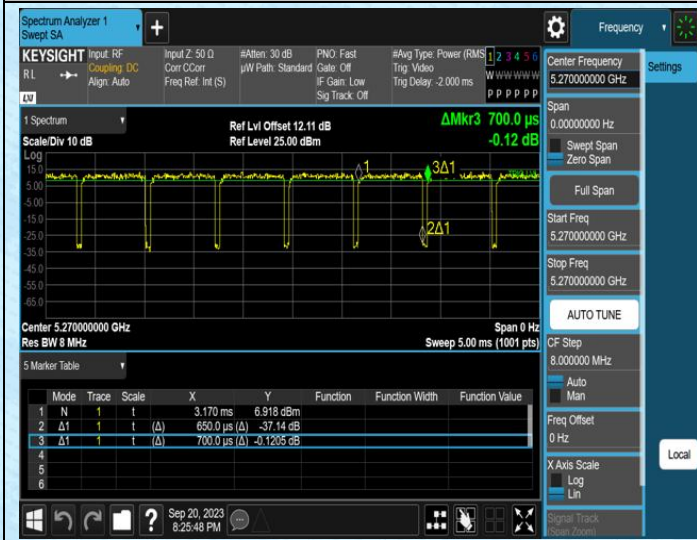 Spectrum Analyzer 1
Swept SA
Frequency
KEYSIGHT
RL
Input: RF
Coupling: DC
Align: Auto
Input Z: 50 Ω
Corr CCorr
Freq Ref: Int (S)
#Atten: 30 dB
µW Path: Standard
PNO: Fast
Gate: Off
IF Gain: Low
Sig Track: Off
#Avg Type: Power (RMS
Trig: Video
Trig Delay: -2.000 ms
1 2 3 4 5 6
W W W W W W
P P P P P P
LXI
1 Spectrum
Scale/Div 10 dB
Ref Lvl Offset 12.11 dB
Ref Level 25.00 dBm
ΔMkr3 700.0 µs
-0.12 dB
Log
15.0
5.00
-5.00
-15.0
-25.0
-35.0
-45.0
-55.0
-65.0
1
3Δ1
2Δ1
Center 5.270000000 GHz
Res BW 8 MHz
Span 0 Hz
Sweep 5.00 ms (1001 pts)
5 Marker Table
Mode Trace Scale X Y Function Function Width Function Value
1 N 1 t 3.170 ms 6.918 dBm
2 Δ1 1 t (Δ) 650.0 µs (Δ) -37.14 dB
3 Δ1 1 t (Δ) 700.0 µs (Δ) -0.1205 dB
4
5
6
Sep 20, 2023
8:25:48 PM
Center Frequency
5.270000000 GHz
Span
0.00000000 Hz
Swept Span
Zero Span
Full Span
Start Freq
5.270000000 GHz
Stop Freq
5.270000000 GHz
AUTO TUNE
CF Step
8.000000 MHz
Auto
Man
Freq Offset
0 Hz
X Axis Scale
Log
Lin
Signal Track
(Span Zoom)
Settings
Local